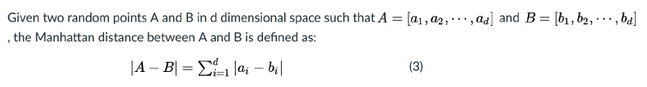 Given two random points A and B in d dimensional space such that A = [a₁, a₂, ⋯ , a_d] and B = [b₁, b₂, ⋯ , b_d]
, the Manhattan distance between A and B is defined as:
|A − B| = ∑ᵢ₌₁ᵈ |aᵢ − bᵢ| (3)